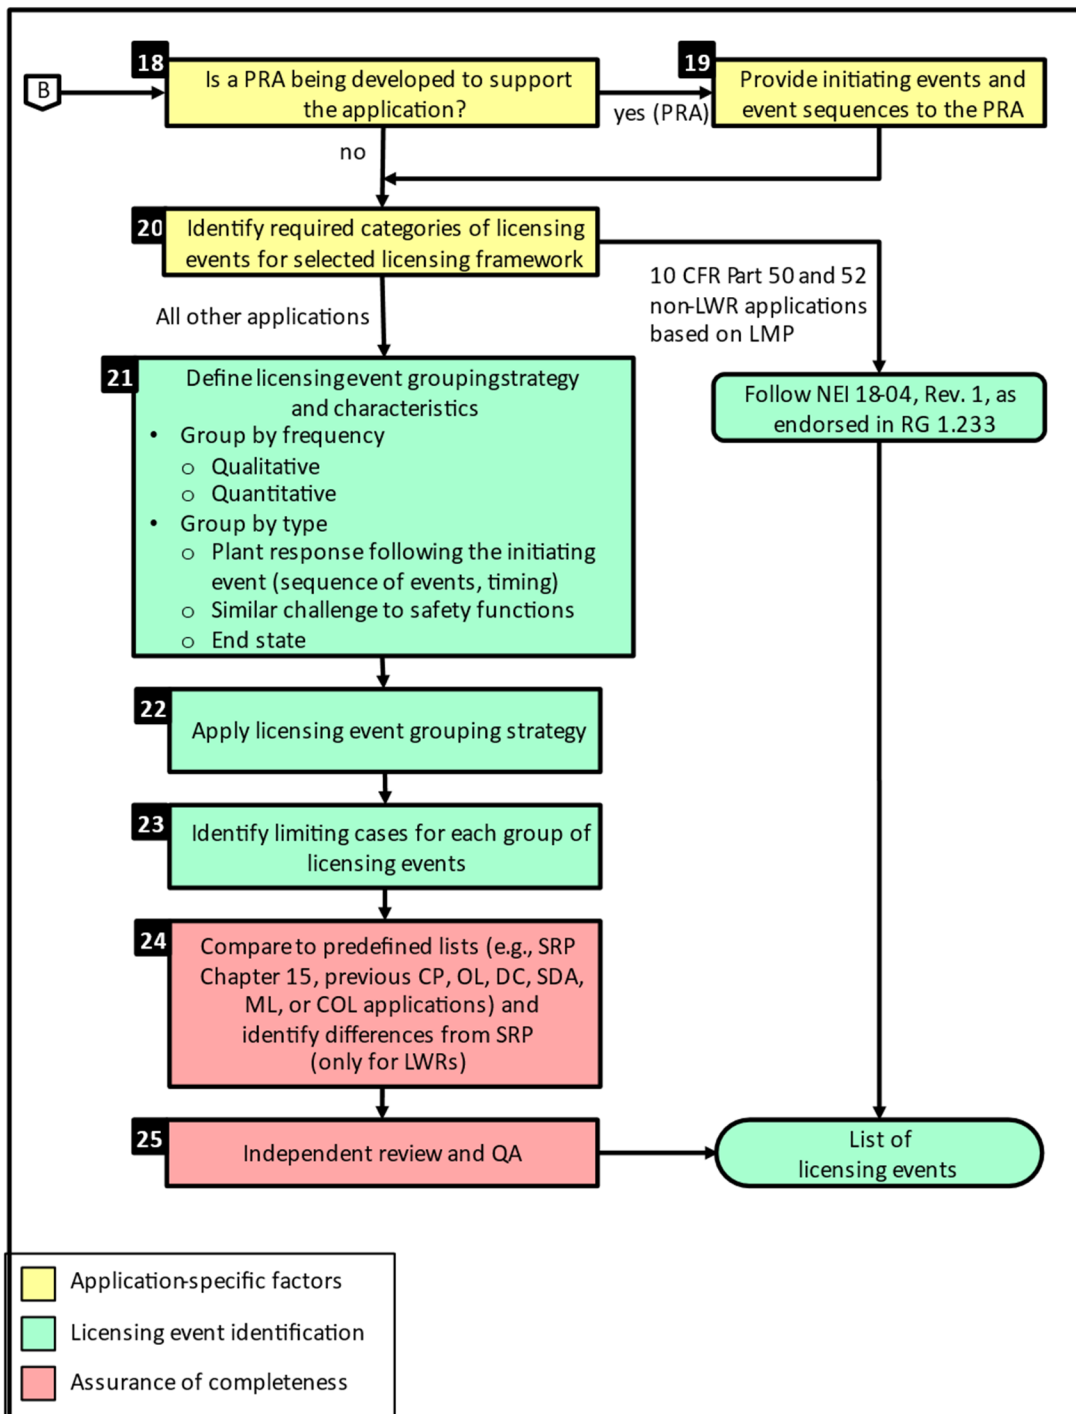 B
18
Is a PRA being developed to support
the application?
yes (PRA)
19
Provide initiating events and
event sequences to the PRA
no
20
Identify required categories of licensing
events for selected licensing framework
10 CFR Part 50 and 52
non-LWR applications
based on LMP
All other applications
21
Define licensing event grouping strategy
and characteristics
• Group by frequency
o Qualitative
o Quantitative
• Group by type
o Plant response following the initiating
event (sequence of events, timing)
o Similar challenge to safety functions
o End state
Follow NEI 18-04, Rev. 1, as
endorsed in RG 1.233
22
Apply licensing event grouping strategy
23
Identify limiting cases for each group of
licensing events
24
Compare to predefined lists (e.g., SRP
Chapter 15, previous CP, OL, DC, SDA,
ML, or COL applications) and
identify differences from SRP
(only for LWRs)
25
Independent review and QA
List of
licensing events
Application-specific factors
Licensing event identification
Assurance of completeness